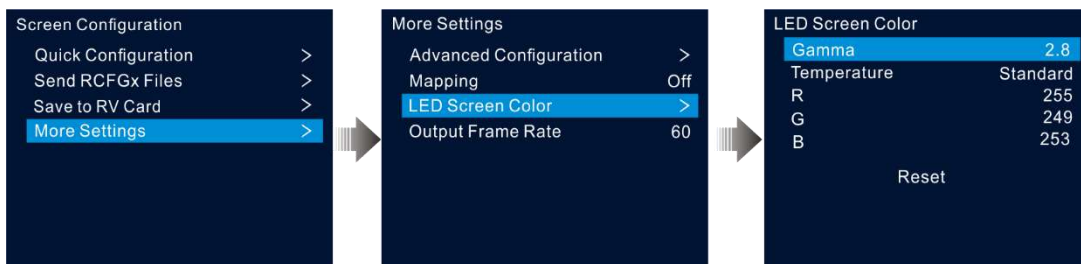 Screen Configuration
Quick Configuration >
Send RCFGx Files >
Save to RV Card >
More Settings >
More Settings
Advanced Configuration >
Mapping Off
LED Screen Color >
Output Frame Rate 60
LED Screen Color
Gamma 2.8
Temperature Standard
R 255
G 249
B 253
Reset